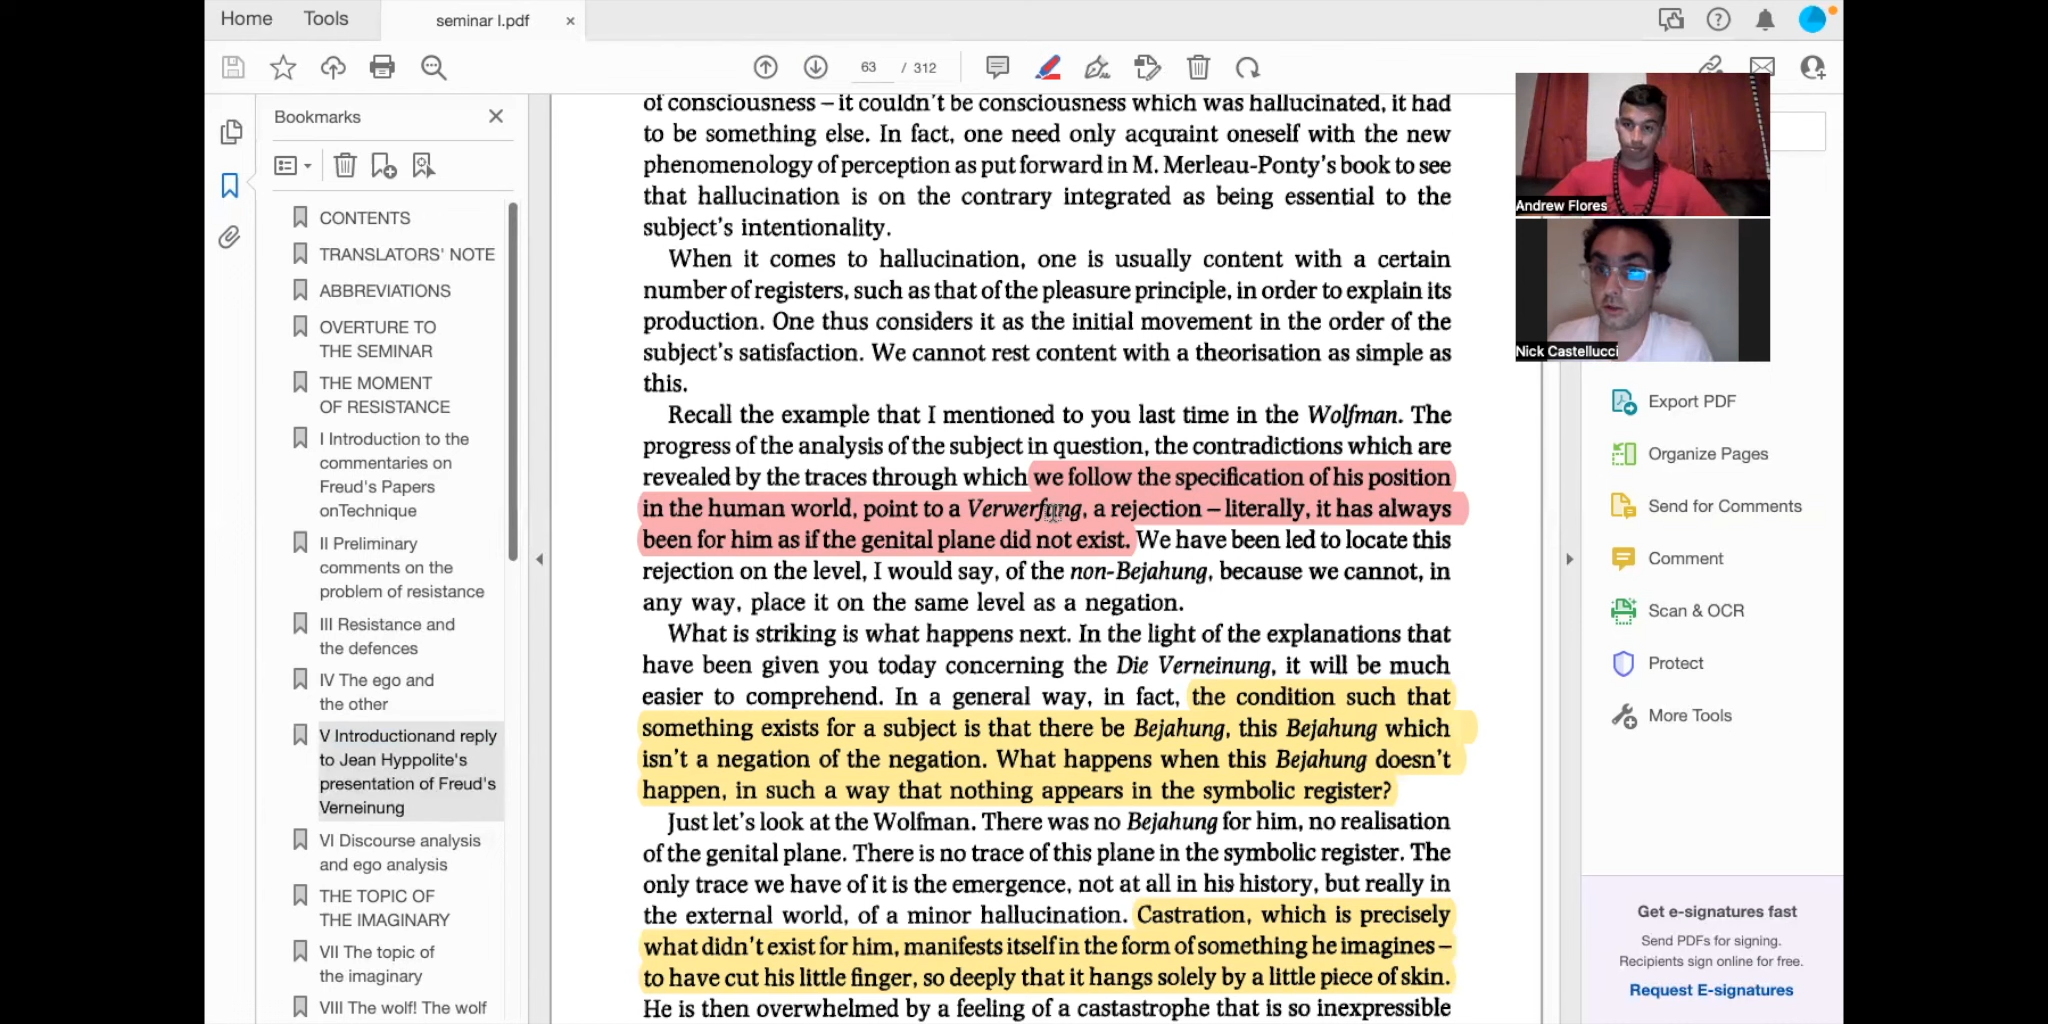 Home
Tools
seminar I.pdf
63 / 312
Bookmarks
CONTENTS
TRANSLATORS' NOTE
ABBREVIATIONS
OVERTURE TO
THE SEMINAR
THE MOMENT
OF RESISTANCE
I Introduction to the
commentaries on
Freud's Papers
onTechnique
II Preliminary
comments on the
problem of resistance
III Resistance and
the defences
IV The ego and
the other
V Introductionand reply
to Jean Hyppolite's
presentation of Freud's
Verneinung
VI Discourse analysis
and ego analysis
THE TOPIC OF
THE IMAGINARY
VII The topic of
the imaginary
VIII The wolf! The wolf
of consciousness – it couldn't be consciousness which was hallucinated, it had
to be something else. In fact, one need only acquaint oneself with the new
phenomenology of perception as put forward in M. Merleau-Ponty's book to see
that hallucination is on the contrary integrated as being essential to the
subject's intentionality.
When it comes to hallucination, one is usually content with a certain
number of registers, such as that of the pleasure principle, in order to explain its
production. One thus considers it as the initial movement in the order of the
subject's satisfaction. We cannot rest content with a theorisation as simple as
this.
Recall the example that I mentioned to you last time in the Wolfman. The
progress of the analysis of the subject in question, the contradictions which are
revealed by the traces through which we follow the specification of his position
in the human world, point to a Verwerfung, a rejection – literally, it has always
been for him as if the genital plane did not exist. We have been led to locate this
rejection on the level, I would say, of the non-Bejahung, because we cannot, in
any way, place it on the same level as a negation.
What is striking is what happens next. In the light of the explanations that
have been given you today concerning the Die Verneinung, it will be much
easier to comprehend. In a general way, in fact, the condition such that
something exists for a subject is that there be Bejahung, this Bejahung which
isn't a negation of the negation. What happens when this Bejahung doesn't
happen, in such a way that nothing appears in the symbolic register?
Just let's look at the Wolfman. There was no Bejahung for him, no realisation
of the genital plane. There is no trace of this plane in the symbolic register. The
only trace we have of it is the emergence, not at all in his history, but really in
the external world, of a minor hallucination. Castration, which is precisely
what didn't exist for him, manifests itself in the form of something he imagines –
to have cut his little finger, so deeply that it hangs solely by a little piece of skin.
He is then overwhelmed by a feeling of a castastrophe that is so inexpressible
Andrew Flores
Nick Castellucci
Export PDF
Organize Pages
Send for Comments
Comment
Scan & OCR
Protect
More Tools
Get e-signatures fast
Send PDFs for signing.
Recipients sign online for free.
Request E-signatures